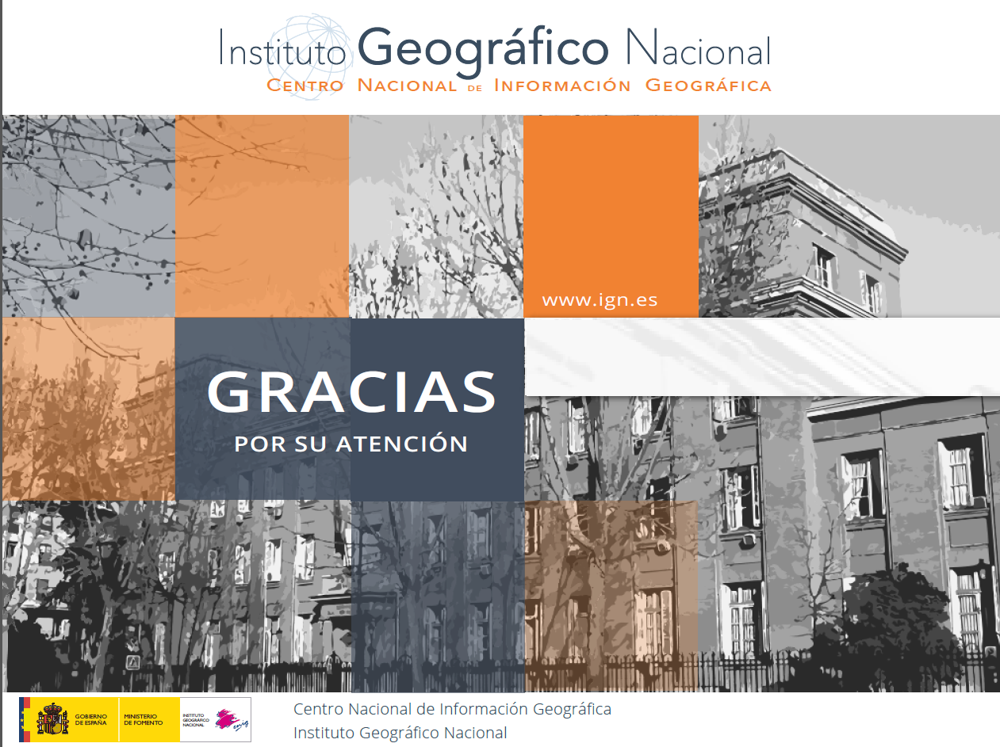 Instituto Geográfico Nacional
Centro Nacional de Información Geográfica
www.ign.es
GRACIAS
POR SU ATENCIÓN
GOBIERNO
DE ESPAÑA
MINISTERIO
DE FOMENTO
INSTITUTO
GEOGRÁFICO
NACIONAL
cnig
Centro Nacional de Información Geográfica
Instituto Geográfico Nacional